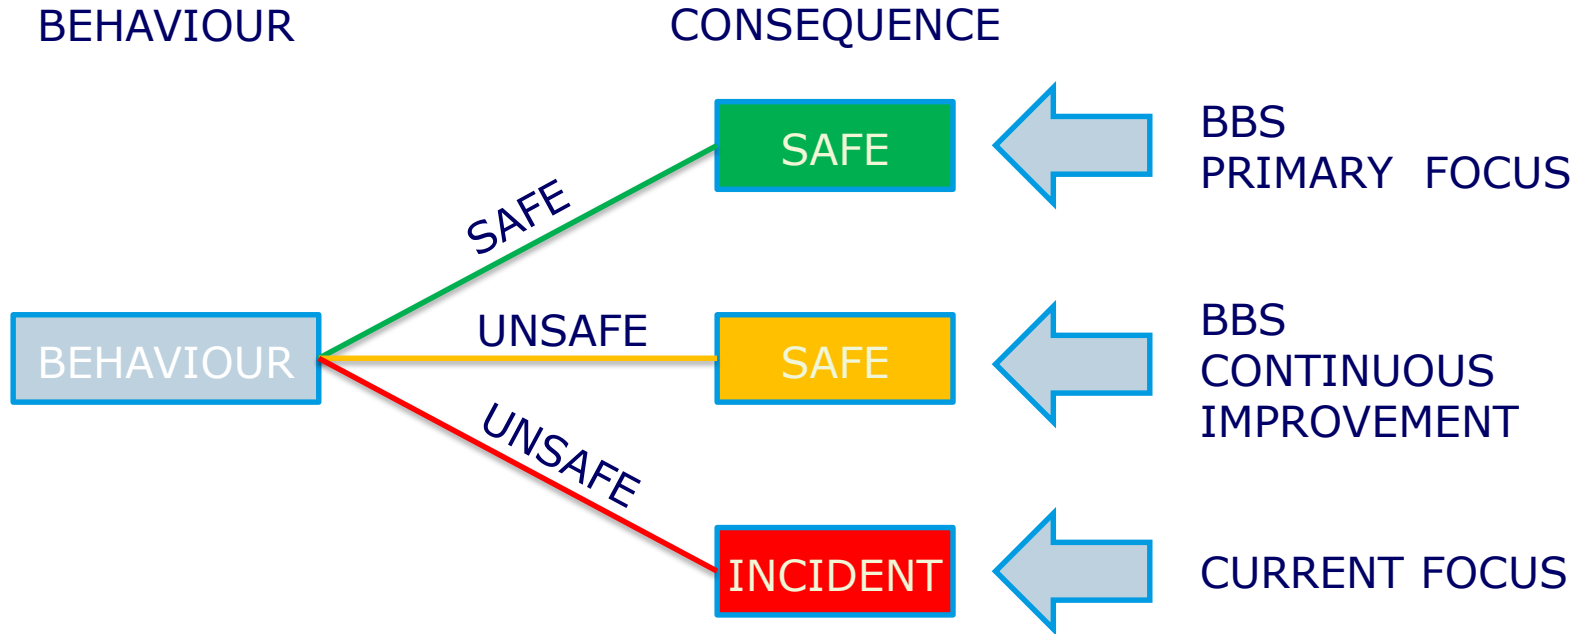 BEHAVIOUR
CONSEQUENCE
SAFE
SAFE
BBS
PRIMARY FOCUS
BEHAVIOUR
UNSAFE
SAFE
BBS
CONTINUOUS
IMPROVEMENT
UNSAFE
INCIDENT
CURRENT FOCUS